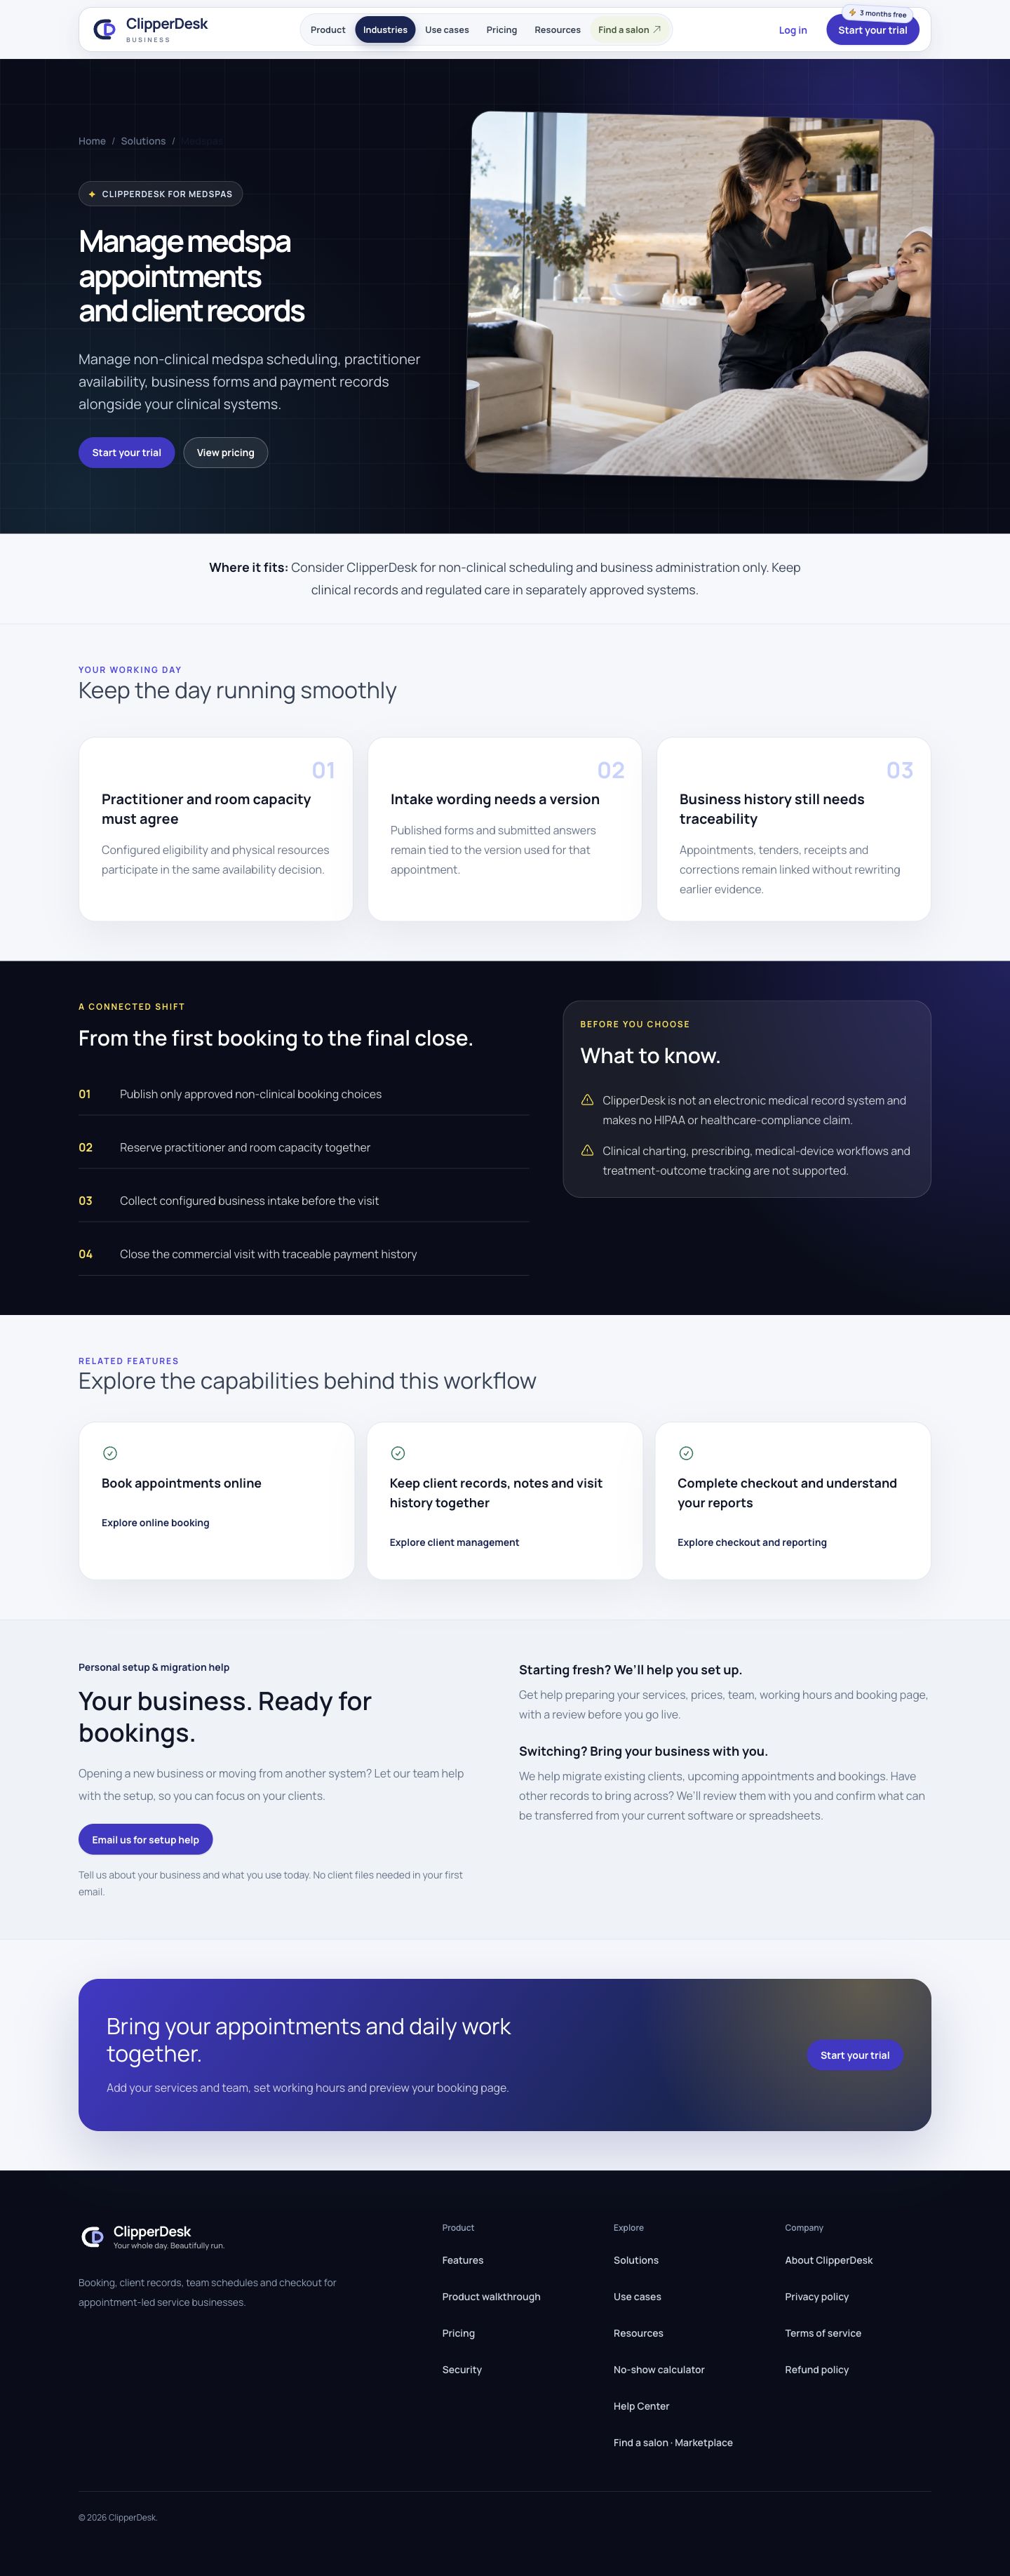 ClipperDesk
BUSINESS
Product
Industries
Use cases
Pricing
Resources
Find a salon
Log in
3 months free
Start your trial
Home / Solutions / Medspas
CLIPPERDESK FOR MEDSPAS
Manage medspa
appointments
and client records
Manage non-clinical medspa scheduling, practitioner
availability, business forms and payment records
alongside your clinical systems.
Start your trial
View pricing
Where it fits: Consider ClipperDesk for non-clinical scheduling and business administration only. Keep
clinical records and regulated care in separately approved systems.
YOUR WORKING DAY
Keep the day running smoothly
01
Practitioner and room capacity
must agree
Configured eligibility and physical resources
participate in the same availability decision.
02
Intake wording needs a version
Published forms and submitted answers
remain tied to the version used for that
appointment.
03
Business history still needs
traceability
Appointments, tenders, receipts and
corrections remain linked without rewriting
earlier evidence.
A CONNECTED SHIFT
From the first booking to the final close.
01 Publish only approved non-clinical booking choices
02 Reserve practitioner and room capacity together
03 Collect configured business intake before the visit
04 Close the commercial visit with traceable payment history
BEFORE YOU CHOOSE
What to know.
ClipperDesk is not an electronic medical record system and
makes no HIPAA or healthcare-compliance claim.
Clinical charting, prescribing, medical-device workflows and
treatment-outcome tracking are not supported.
RELATED FEATURES
Explore the capabilities behind this workflow
Book appointments online
Explore online booking
Keep client records, notes and visit
history together
Explore client management
Complete checkout and understand
your reports
Explore checkout and reporting
Personal setup & migration help
Your business. Ready for
bookings.
Opening a new business or moving from another system? Let our team help
with the setup, so you can focus on your clients.
Email us for setup help
Tell us about your business and what you use today. No client files needed in your first
email.
Starting fresh? We'll help you set up.
Get help preparing your services, prices, team, working hours and booking page,
with a review before you go live.
Switching? Bring your business with you.
We help migrate existing clients, upcoming appointments and bookings. Have
other records to bring across? We'll review them with you and confirm what can
be transferred from your current software or spreadsheets.
Bring your appointments and daily work
together.
Add your services and team, set working hours and preview your booking page.
Start your trial
ClipperDesk
Your whole day. Beautifully run.
Booking, client records, team schedules and checkout for
appointment-led service businesses.
Product
Features
Product walkthrough
Pricing
Security
Explore
Solutions
Use cases
Resources
No-show calculator
Help Center
Find a salon · Marketplace
Company
About ClipperDesk
Privacy policy
Terms of service
Refund policy
© 2026 ClipperDesk.